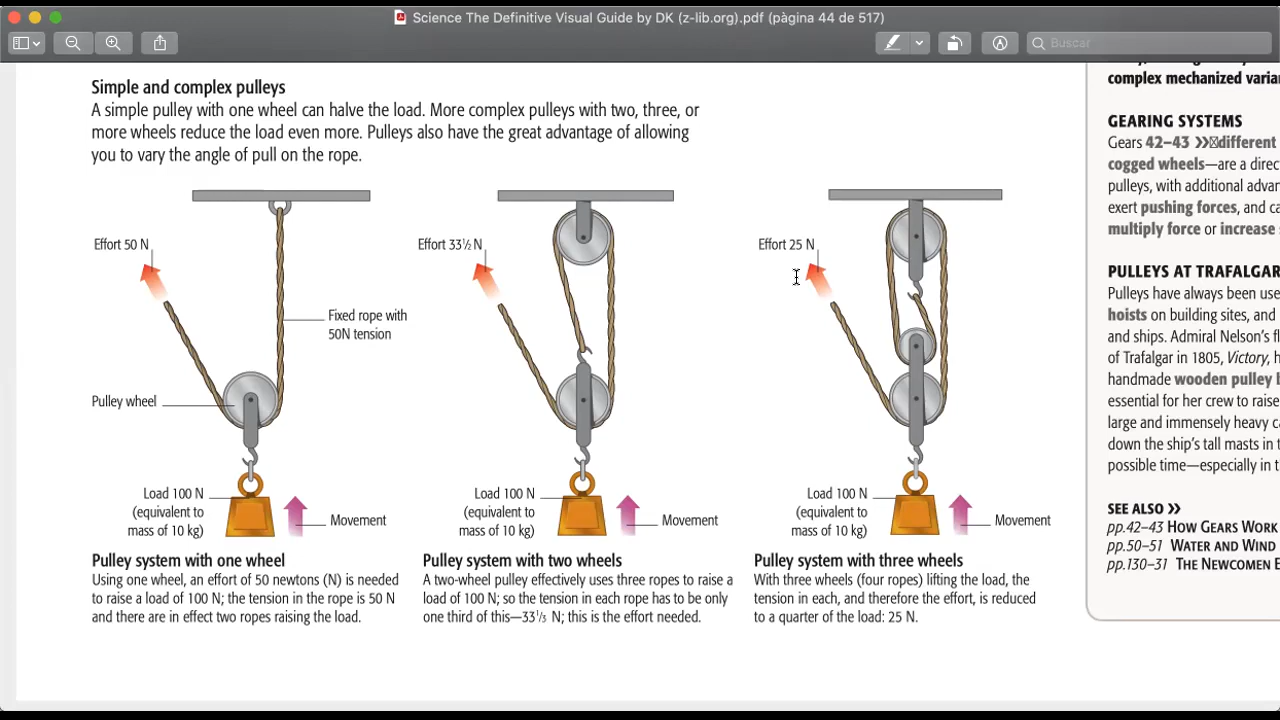 Science The Definitive Visual Guide by DK (z-lib.org).pdf (pàgina 44 de 517)
Buscar
Simple and complex pulleys
A simple pulley with one wheel can halve the load. More complex pulleys with two, three, or
more wheels reduce the load even more. Pulleys also have the great advantage of allowing
you to vary the angle of pull on the rope.
Effort 50 N
Fixed rope with
50N tension
Pulley wheel
Load 100 N
(equivalent to
mass of 10 kg)
Movement
Pulley system with one wheel
Using one wheel, an effort of 50 newtons (N) is needed
to raise a load of 100 N; the tension in the rope is 50 N
and there are in effect two ropes raising the load.
Effort 33½ N
Load 100 N
(equivalent to
mass of 10 kg)
Movement
Pulley system with two wheels
A two-wheel pulley effectively uses three ropes to raise a
load of 100 N; so the tension in each rope has to be only
one third of this—33⅓ N; this is the effort needed.
Effort 25 N
Load 100 N
(equivalent to
mass of 10 kg)
Movement
Pulley system with three wheels
With three wheels (four ropes) lifting the load, the
tension in each, and therefore the effort, is reduced
to a quarter of the load: 25 N.
complex mechanized varia
GEARING SYSTEMS
Gears 42–43 »different
cogged wheels—are a direc
pulleys, with additional advan
exert pushing forces, and ca
multiply force or increase
PULLEYS AT TRAFALGAR
Pulleys have always been use
hoists on building sites, and
and ships. Admiral Nelson's fl
of Trafalgar in 1805, Victory, h
handmade wooden pulley b
essential for her crew to raise
large and immensely heavy ca
down the ship's tall masts in t
possible time—especially in t
SEE ALSO »
pp.42–43 HOW GEARS WORK
pp.50–51 WATER AND WIND
pp.130–31 THE NEWCOMEN E